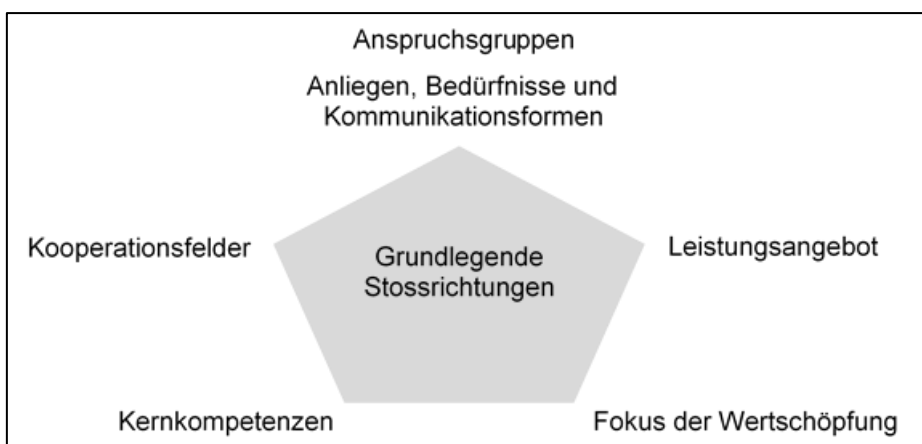 Anspruchsgruppen
Anliegen, Bedürfnisse und
Kommunikationsformen
Kooperationsfelder
Grundlegende
Stossrichtungen
Leistungsangebot
Kernkompetenzen
Fokus der Wertschöpfung